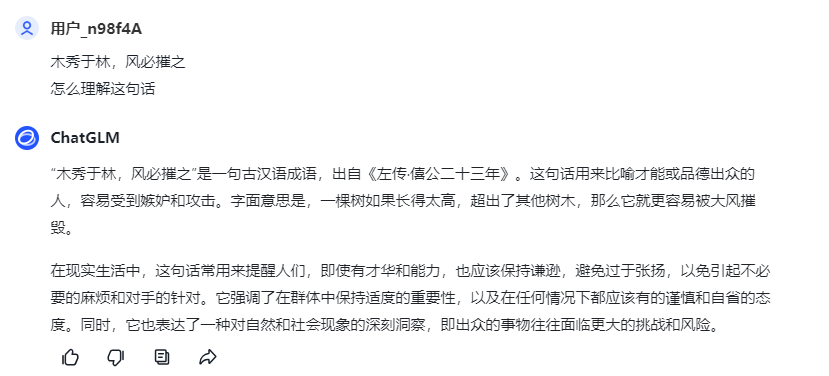 用户_n98f4A
木秀于林，风必摧之
怎么理解这句话
ChatGLM
“木秀于林，风必摧之”是一句古汉语成语，出自《左传·僖公二十三年》。这句话用来比喻才能或品德出众的
人，容易受到嫉妒和攻击。字面意思是，一棵树如果长得太高，超出了其他树木，那么它就更容易被大风摧
毁。
在现实生活中，这句话常用来提醒人们，即使有才华和能力，也应该保持谦逊，避免过于张扬，以免引起不必
要的麻烦和对手的针对。它强调了在群体中保持适度的重要性，以及在任何情况下都应该有的谨慎和自省的态
度。同时，它也表达了一种对自然和社会现象的深刻洞察，即出众的事物往往面临更大的挑战和风险。